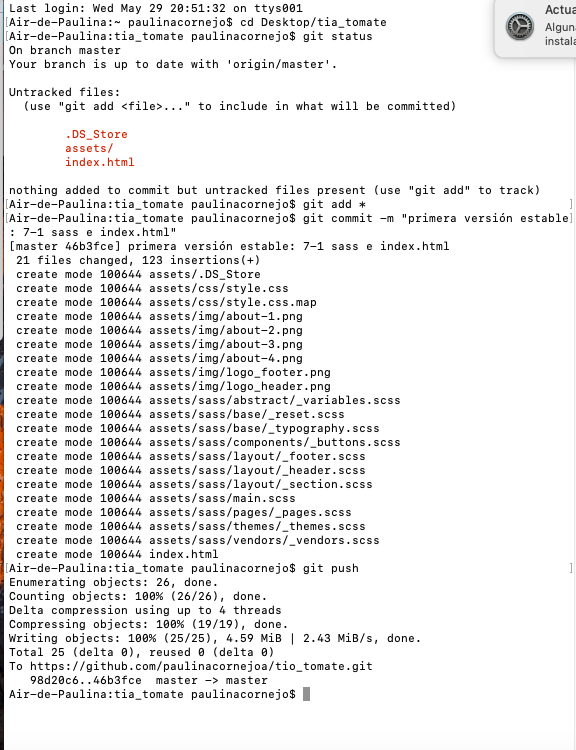 Last login: Wed May 29 20:51:32 on ttys001
[Air-de-Paulina:~ paulinacornejo$ cd Desktop/tia_tomate
[Air-de-Paulina:tia_tomate paulinacornejo$ git status
On branch master
Your branch is up to date with 'origin/master'.
Untracked files:
(use "git add <file>..." to include in what will be committed)
.DS_Store
assets/
index.html
nothing added to commit but untracked files present (use "git add" to track)
[Air-de-Paulina:tia_tomate paulinacornejo$ git add * ]
[Air-de-Paulina:tia_tomate paulinacornejo$ git commit -m "primera versión estable]
: 7-1 sass e index.html"
[master 46b3fce] primera versión estable: 7-1 sass e index.html
21 files changed, 123 insertions(+)
create mode 100644 assets/.DS_Store
create mode 100644 assets/css/style.css
create mode 100644 assets/css/style.css.map
create mode 100644 assets/img/about-1.png
create mode 100644 assets/img/about-2.png
create mode 100644 assets/img/about-3.png
create mode 100644 assets/img/about-4.png
create mode 100644 assets/img/logo_footer.png
create mode 100644 assets/img/logo_header.png
create mode 100644 assets/sass/abstract/_variables.scss
create mode 100644 assets/sass/base/_reset.scss
create mode 100644 assets/sass/base/_typography.scss
create mode 100644 assets/sass/components/_buttons.scss
create mode 100644 assets/sass/layout/_footer.scss
create mode 100644 assets/sass/layout/_header.scss
create mode 100644 assets/sass/layout/_section.scss
create mode 100644 assets/sass/main.scss
create mode 100644 assets/sass/pages/_pages.scss
create mode 100644 assets/sass/themes/_themes.scss
create mode 100644 assets/sass/vendors/_vendors.scss
create mode 100644 index.html
[Air-de-Paulina:tia_tomate paulinacornejo$ git push ]
Enumerating objects: 26, done.
Counting objects: 100% (26/26), done.
Delta compression using up to 4 threads
Compressing objects: 100% (19/19), done.
Writing objects: 100% (25/25), 4.59 MiB | 2.43 MiB/s, done.
Total 25 (delta 0), reused 0 (delta 0)
To https://github.com/paulinacornejoa/tio_tomate.git
98d20c6..46b3fce master -> master
Air-de-Paulina:tia_tomate paulinacornejo$
Actua
Alguna
instala